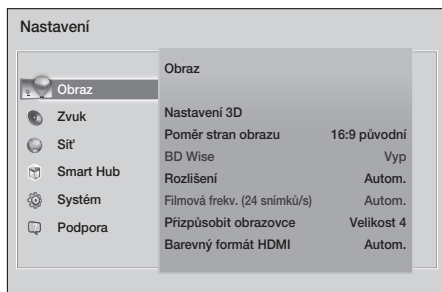 Nastavení
Obraz
Zvuk
Síť
Smart Hub
Systém
Podpora
Obraz
Nastavení 3D
Poměr stran obrazu 16:9 původní
BD Wise Vyp
Rozlišení Autom.
Filmová frekv. (24 snímků/s) Autom.
Přizpůsobit obrazovce Velikost 4
Barevný formát HDMI Autom.